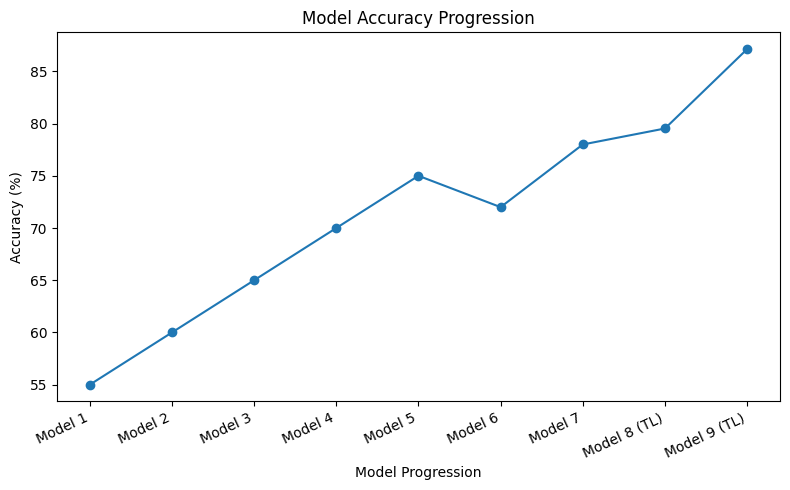 Model Accuracy Progression
Accuracy (%)
85
80
75
70
65
60
55
Model 1
Model 2
Model 3
Model 4
Model 5
Model 6
Model 7
Model 8 (TL)
Model 9 (TL)
Model Progression